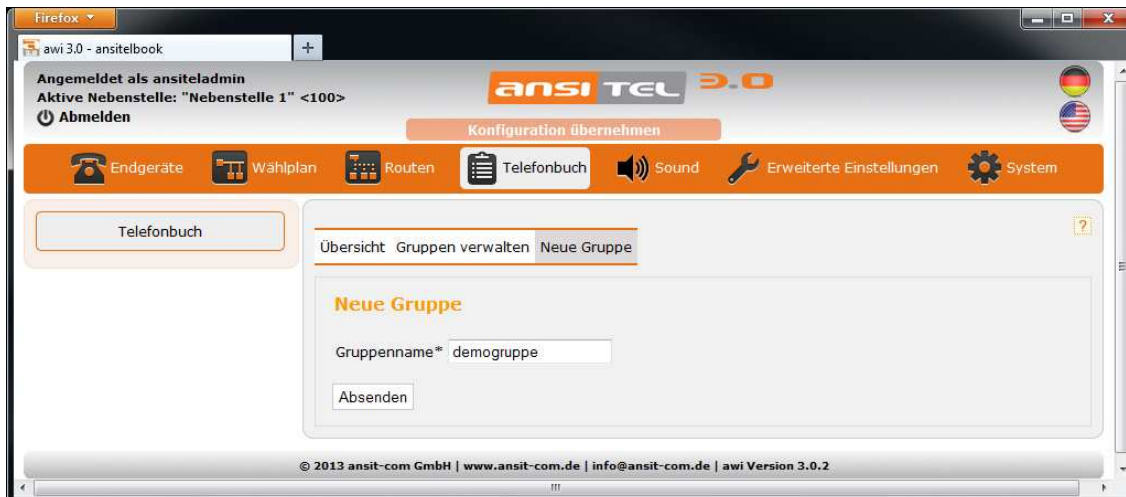 Firefox
awi 3.0 - ansitelbook
+
Angemeldet als ansiteladmin
Aktive Nebenstelle: "Nebenstelle 1" <100>
Abmelden
ansi TEL 3.0
Konfiguration übernehmen
Endgeräte Wählplan Routen Telefonbuch Sound Erweiterte Einstellungen System
Telefonbuch
?
Übersicht Gruppen verwalten Neue Gruppe
Neue Gruppe
Gruppenname* demogruppe
Absenden
© 2013 ansit-com GmbH | www.ansit-com.de | info@ansit-com.de | awi Version 3.0.2